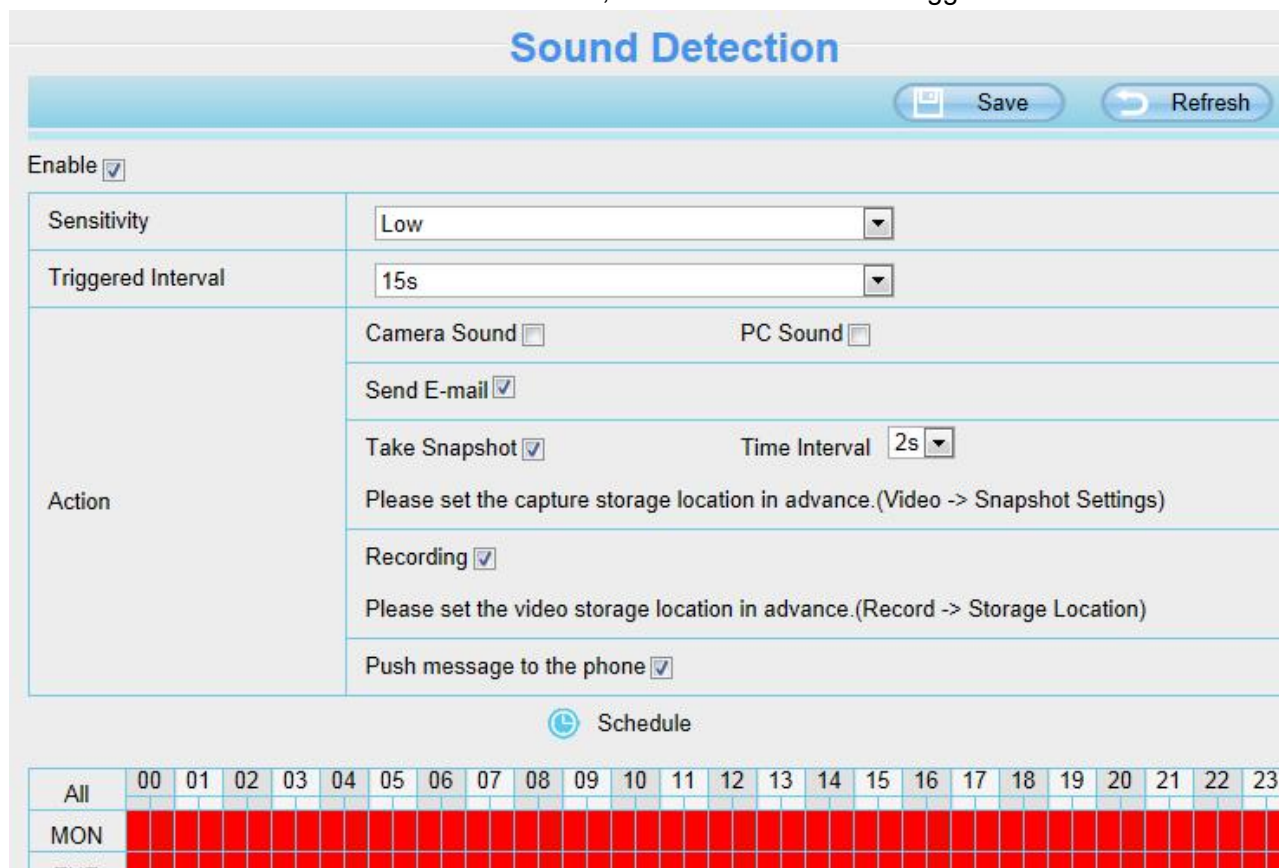 Sound Detection
Save Refresh
Enable
Sensitivity Low
Triggered Interval 15s
Camera Sound PC Sound
Send E-mail
Take Snapshot Time Interval 2s
Action Please set the capture storage location in advance.(Video -> Snapshot Settings)
Recording
Please set the video storage location in advance.(Record -> Storage Location)
Push message to the phone
Schedule
All 00 01 02 03 04 05 06 07 08 09 10 11 12 13 14 15 16 17 18 19 20 21 22 23
MON